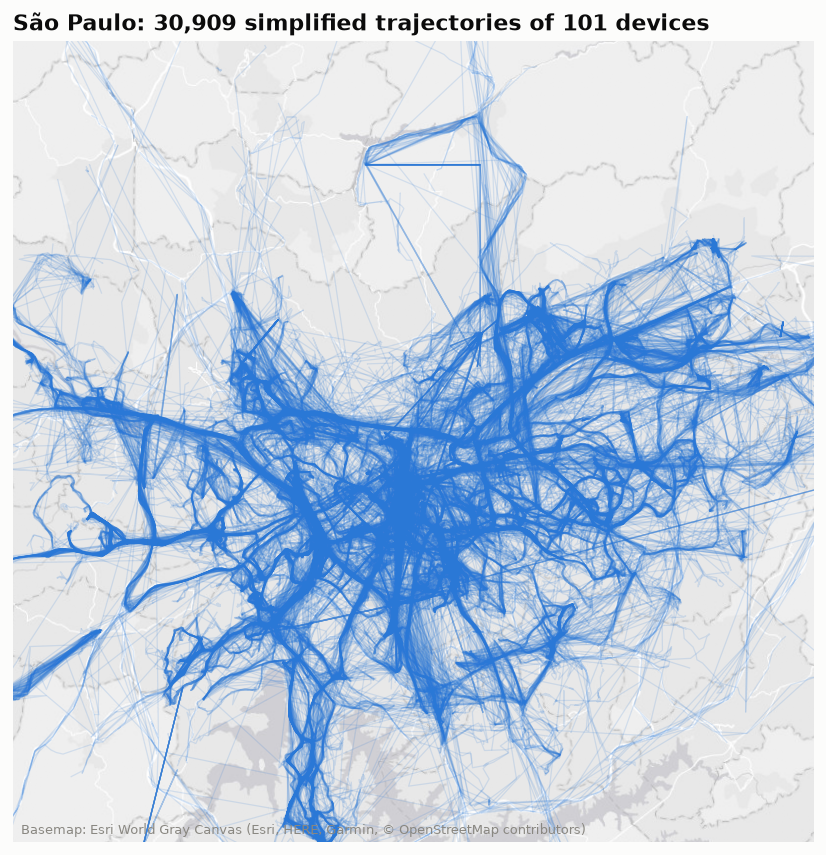 São Paulo: 30,909 simplified trajectories of 101 devices
Basemap: Esri World Gray Canvas (Esri, HERE, Garmin, © OpenStreetMap contributors)